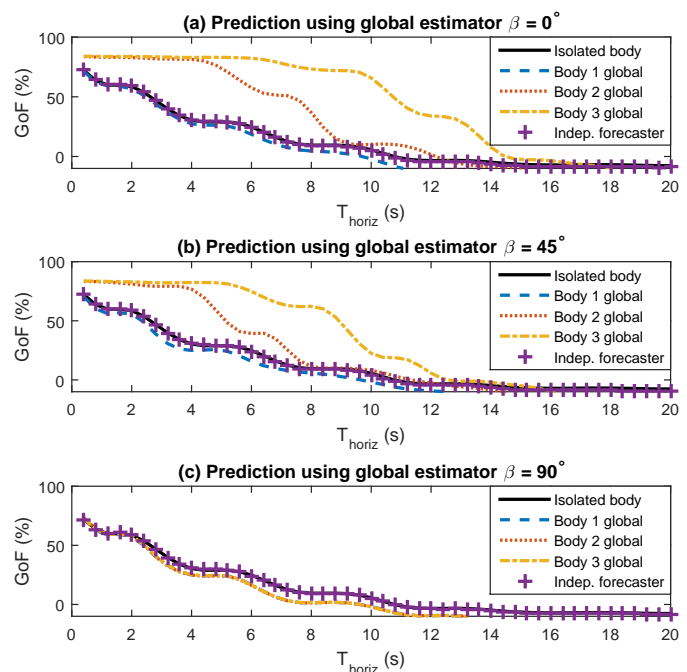 (a) Prediction using global estimator β = 0°
100
50
0
GoF (%)
0 2 4 6 8 10 12 14 16 18 20
T_horiz (s)
Isolated body
Body 1 global
Body 2 global
Body 3 global
Indep. forecaster
(b) Prediction using global estimator β = 45°
100
50
0
GoF (%)
0 2 4 6 8 10 12 14 16 18 20
T_horiz (s)
Isolated body
Body 1 global
Body 2 global
Body 3 global
Indep. forecaster
(c) Prediction using global estimator β = 90°
100
50
0
GoF (%)
0 2 4 6 8 10 12 14 16 18 20
T_horiz (s)
Isolated body
Body 1 global
Body 2 global
Body 3 global
Indep. forecaster